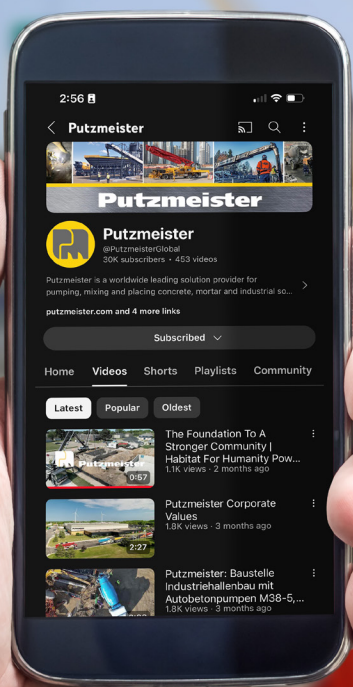 2:56
Putzmeister
Putzmeister
Putzmeister
@PutzmeisterGlobal
30K subscribers • 453 videos
Putzmeister is a worldwide leading solution provider for
pumping, mixing and placing concrete, mortar and industrial so...
putzmeister.com and 4 more links
Subscribed
Home Videos Shorts Playlists Community
Latest Popular Oldest
The Foundation To A
Stronger Community |
Habitat For Humanity Pow...
1.1K views · 2 months ago
Putzmeister
0:57
Putzmeister Corporate
Values
1.8K views · 3 months ago
2:27
Putzmeister: Baustelle
Industriehallenbau mit
Autobetonpumpen M38-5,...
1.8K views · 3 months ago